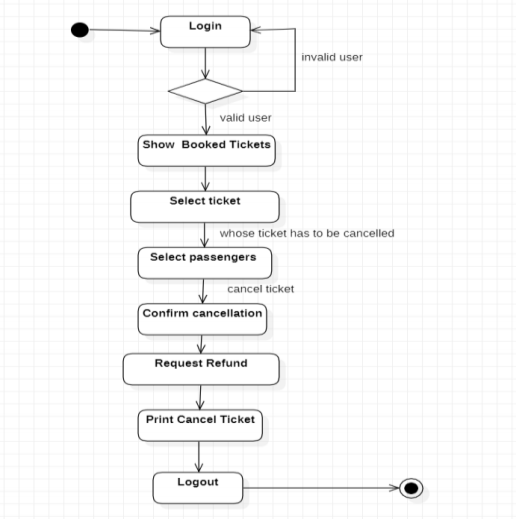 Login
invalid user
valid user
Show  Booked Tickets
Select ticket
whose ticket has to be cancelled
Select passengers
cancel ticket
Confirm cancellation
Request Refund
Print Cancel Ticket
Logout